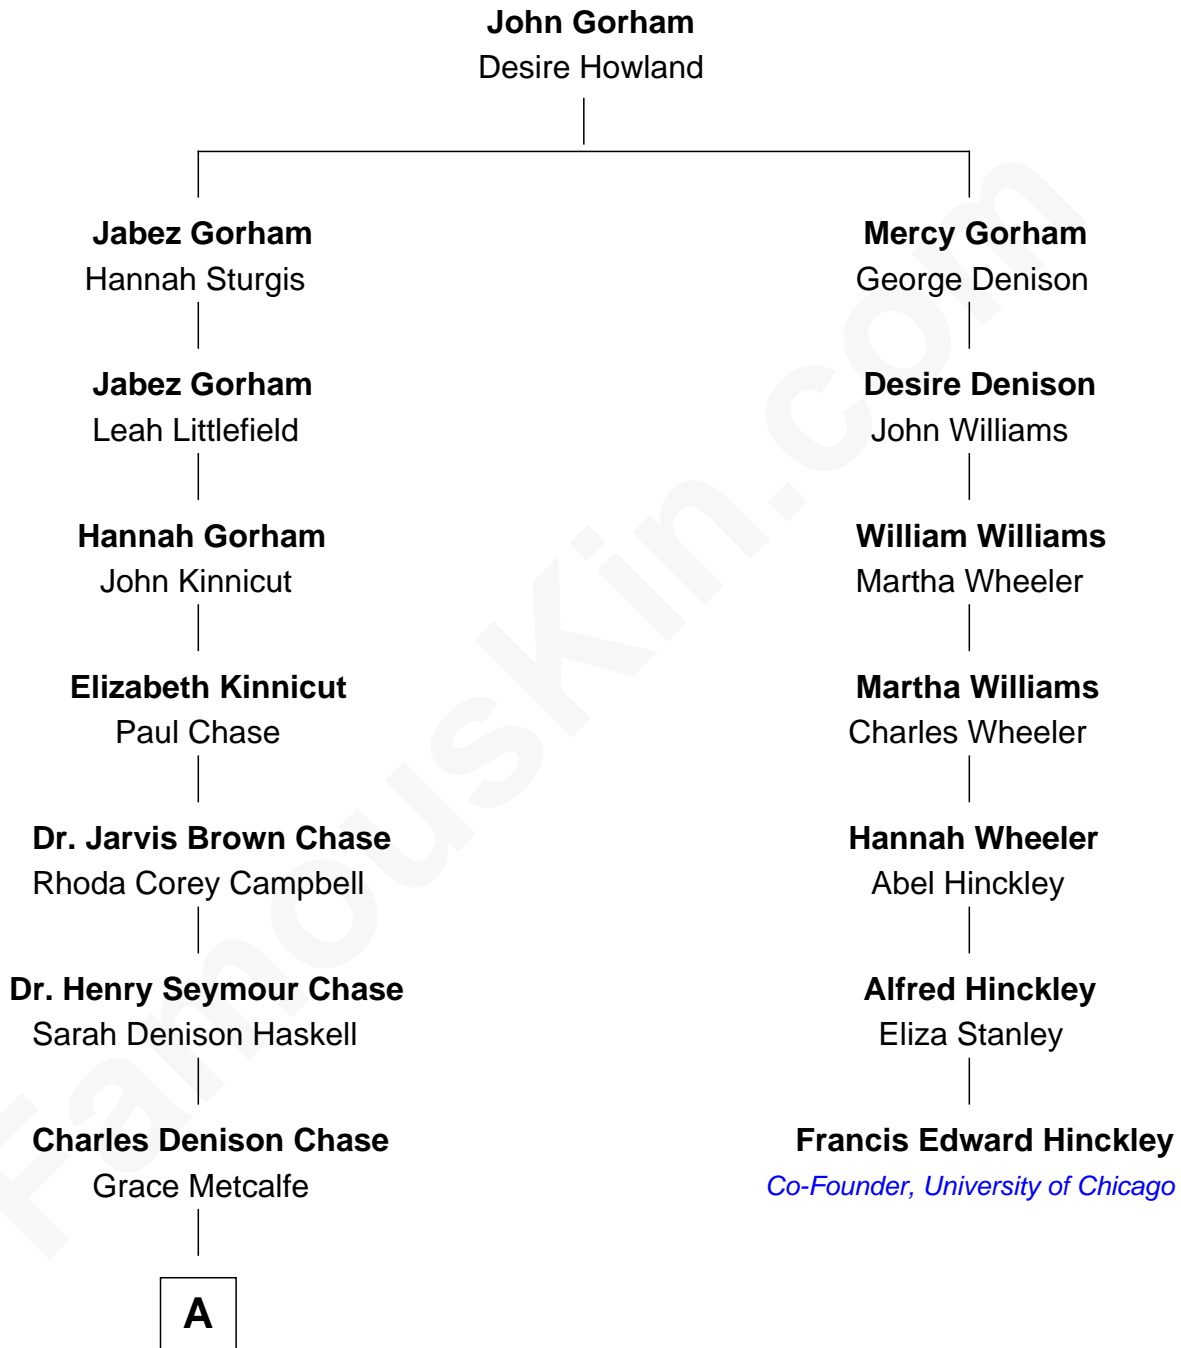 John Gorham
Desire Howland
Jabez Gorham
Hannah Sturgis
Jabez Gorham
Leah Littlefield
Hannah Gorham
John Kinnicut
Elizabeth Kinnicut
Paul Chase
Dr. Jarvis Brown Chase
Rhoda Corey Campbell
Dr. Henry Seymour Chase
Sarah Denison Haskell
Charles Denison Chase
Grace Metcalfe
A
Mercy Gorham
George Denison
Desire Denison
John Williams
William Williams
Martha Wheeler
Martha Williams
Charles Wheeler
Hannah Wheeler
Abel Hinckley
Alfred Hinckley
Eliza Stanley
Francis Edward Hinckley
Co-Founder, University of Chicago
FamousKin.com